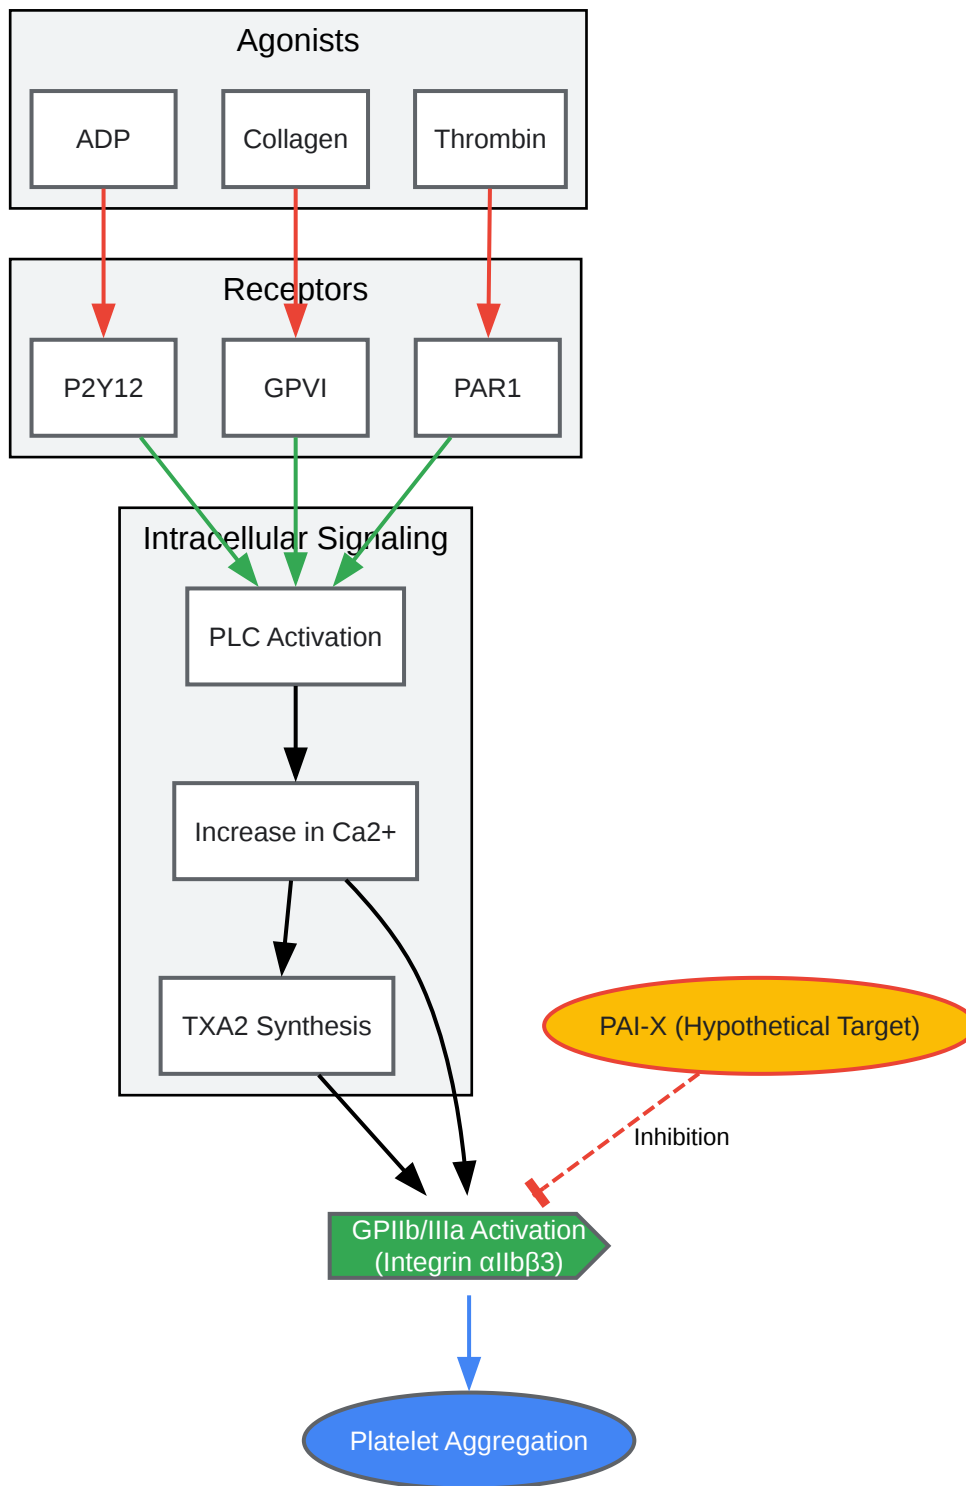 Agonists
ADP
Collagen
Thrombin
Receptors
P2Y12
GPVI
PAR1
Intracellular Signaling
PLC Activation
Increase in Ca2+
TXA2 Synthesis
PAI-X (Hypothetical Target)
Inhibition
GPIIb/IIIa Activation
(Integrin αIIbβ3)
Platelet Aggregation